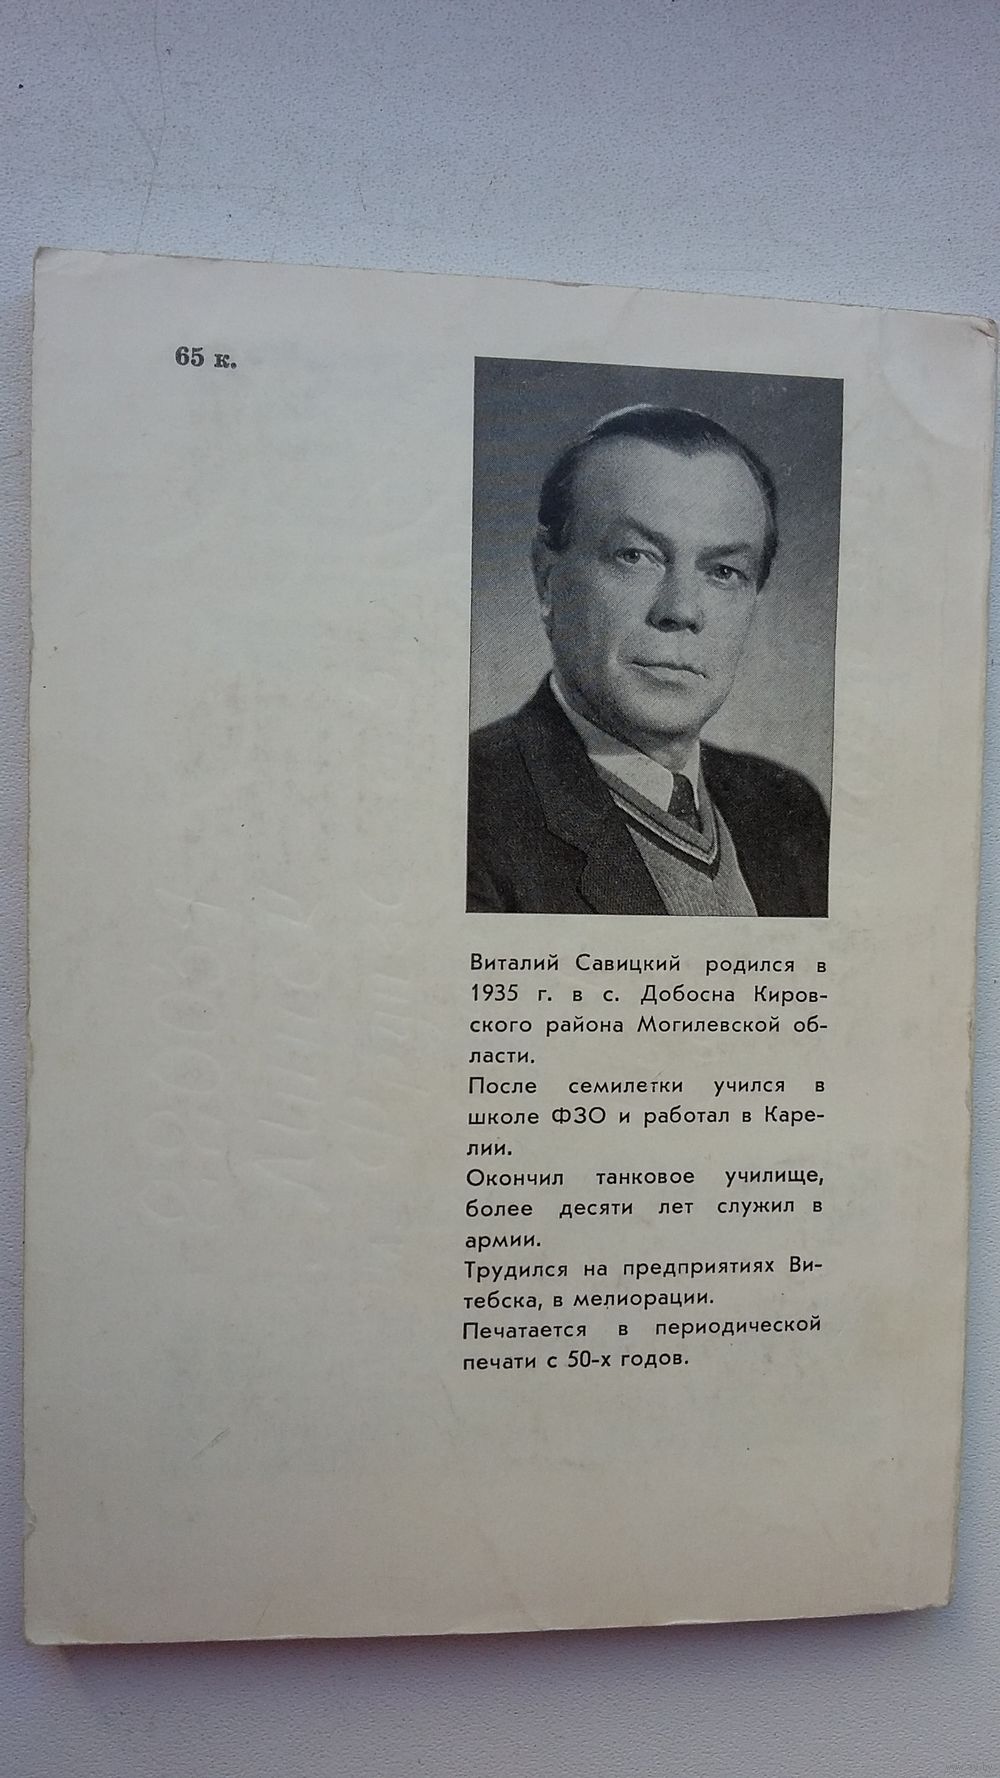 65 к.
Виталий Савицкий родился в
1935 г. в с. Добосна Киров-
ского района Могилевской об-
ласти.
После семилетки учился в
школе ФЗО и работал в Каре-
лии.
Окончил танковое училище,
более десяти лет служил в
армии.
Трудился на предприятиях Ви-
тебска, в мелиорации.
Печатается в периодической
печати с 50-х годов.